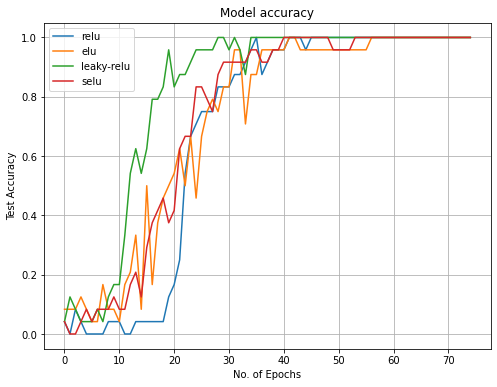 Model accuracy
relu
elu
leaky-relu
selu
Test Accuracy
1.0
0.8
0.6
0.4
0.2
0.0
0 10 20 30 40 50 60 70
No. of Epochs